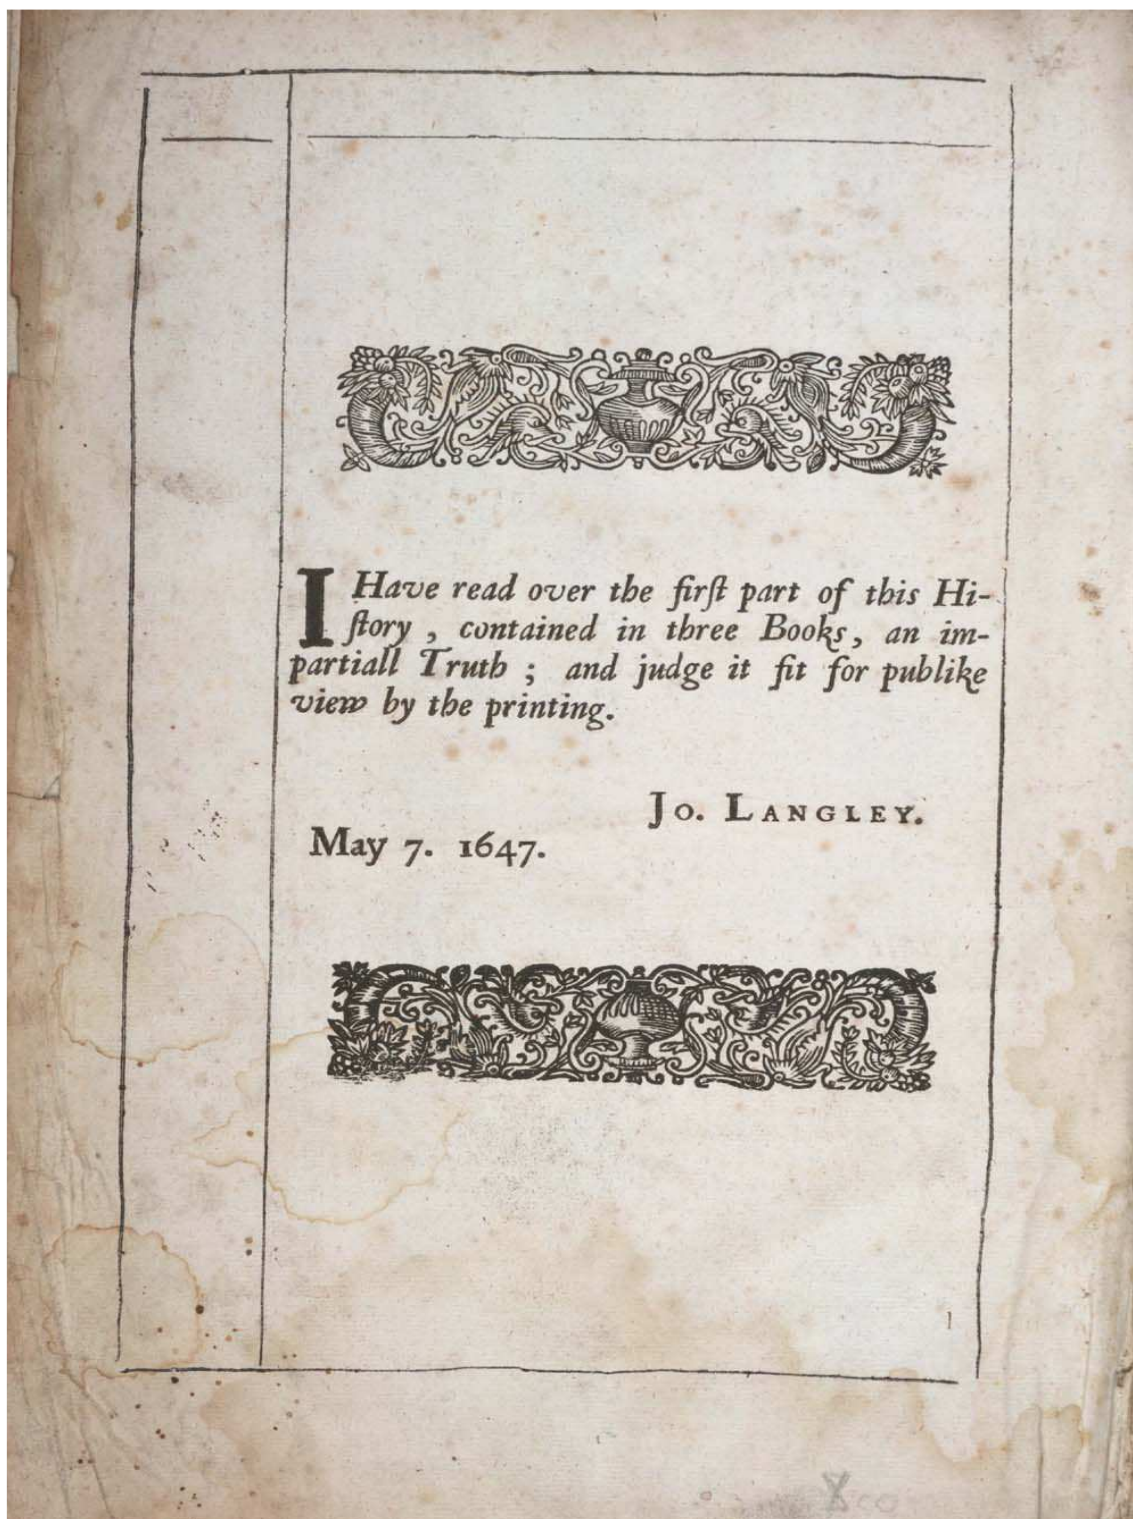 I Have read over the firſt part of this Hi-
ſtory , contained in three Books, an im-
partiall Truth ; and judge it fit for publike
view by the printing.
Jo. Langley.
May 7. 1647.